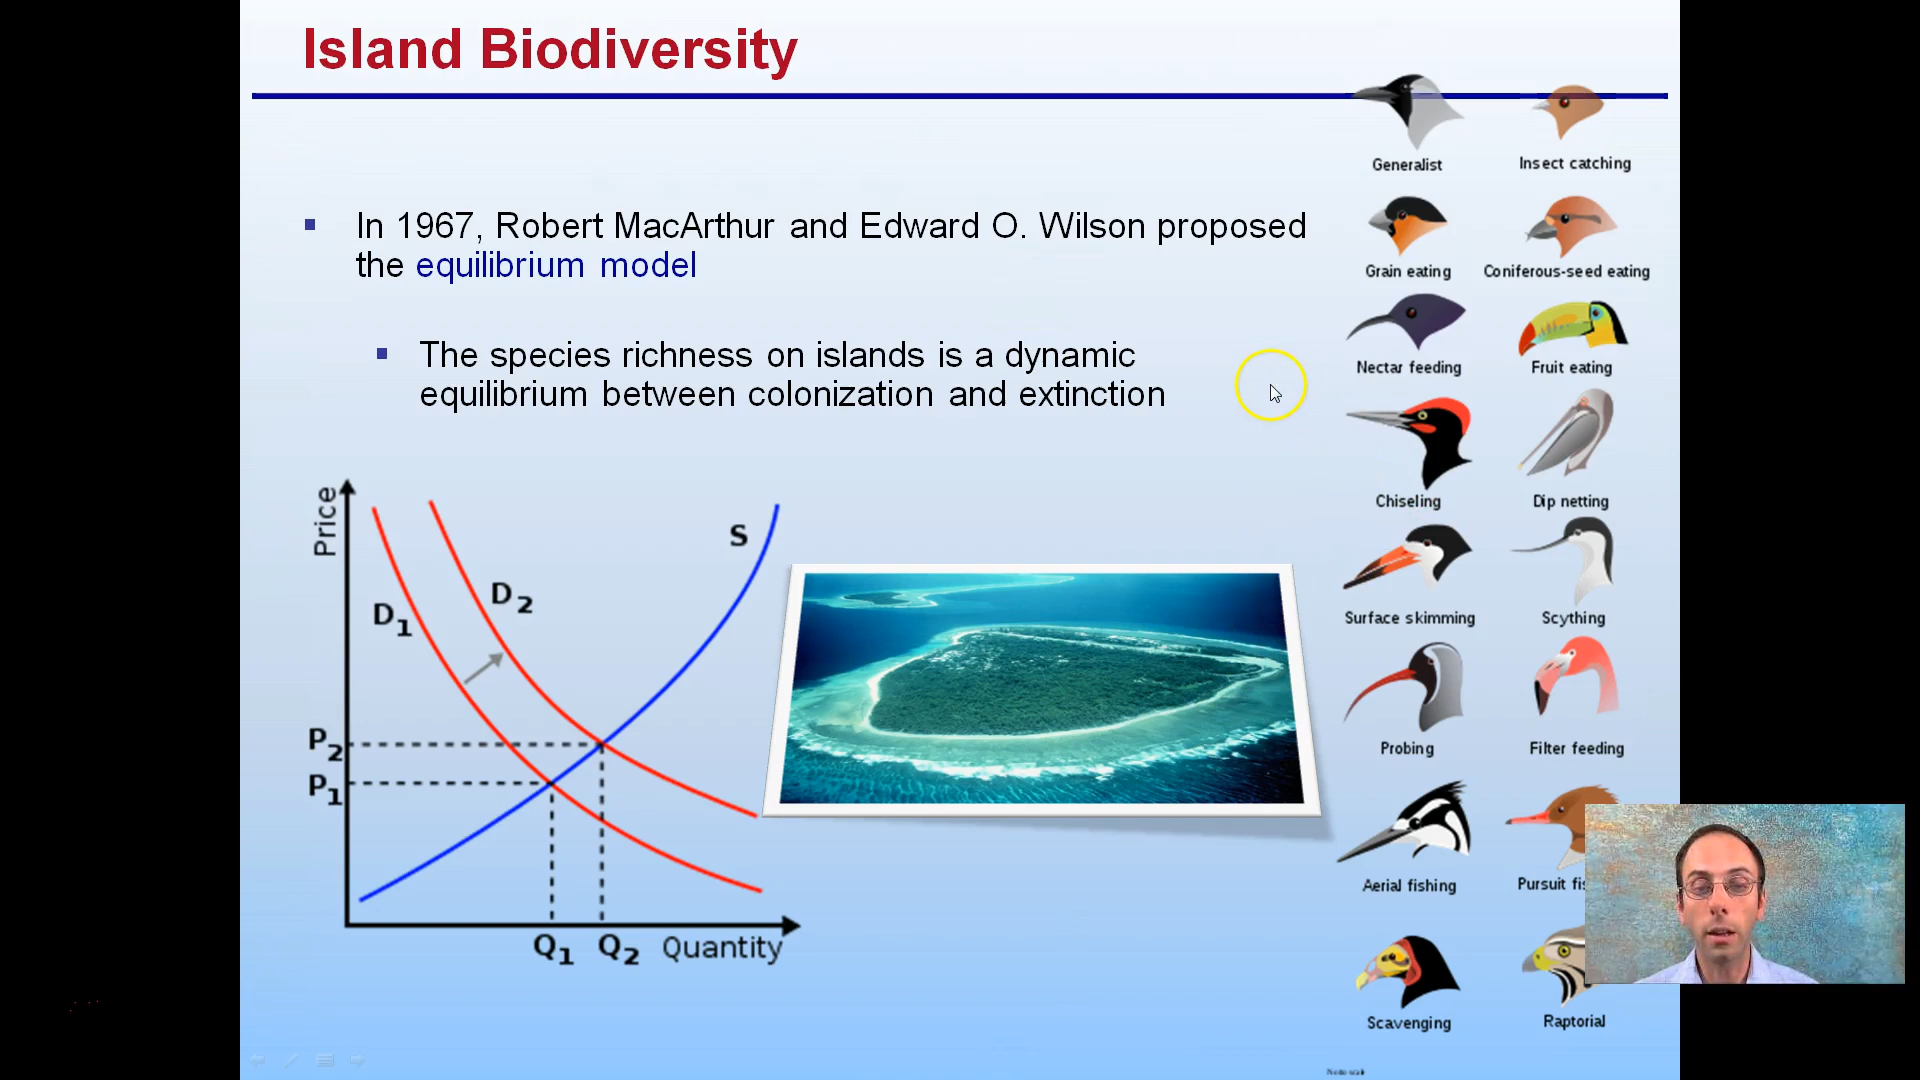 Island Biodiversity
In 1967, Robert MacArthur and Edward O. Wilson proposed
the equilibrium model
The species richness on islands is a dynamic
equilibrium between colonization and extinction
Price
S
D2
D1
P2
P1
Q1 Q2 Quantity
Generalist Insect catching
Grain eating Coniferous-seed eating
Nectar feeding Fruit eating
Chiseling Dip netting
Surface skimming Scything
Probing Filter feeding
Aerial fishing Pursuit fis
Scavenging Raptorial
Not to scale